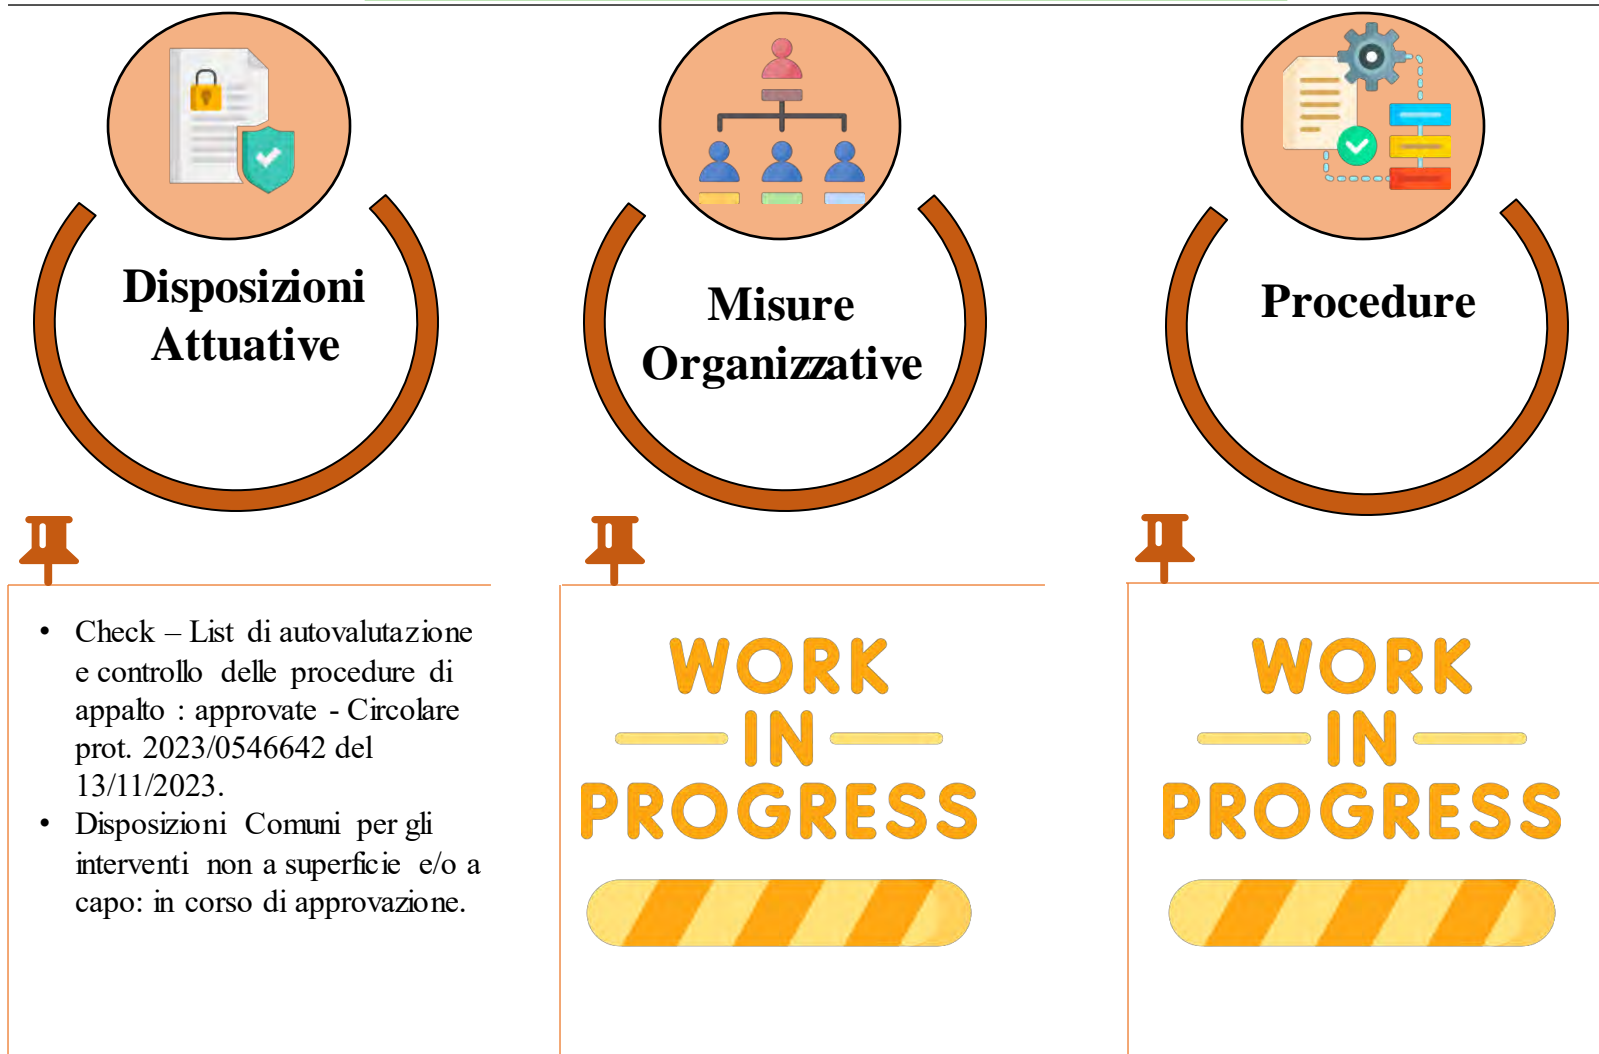 Disposizioni
Attuative
Misure
Organizzative
Procedure
• Check – List di autovalutazione
e controllo delle procedure di
appalto : approvate - Circolare
prot. 2023/0546642 del
13/11/2023.
• Disposizioni Comuni per gli
interventi non a superficie e/o a
capo: in corso di approvazione.
WORK
IN
PROGRESS
WORK
IN
PROGRESS